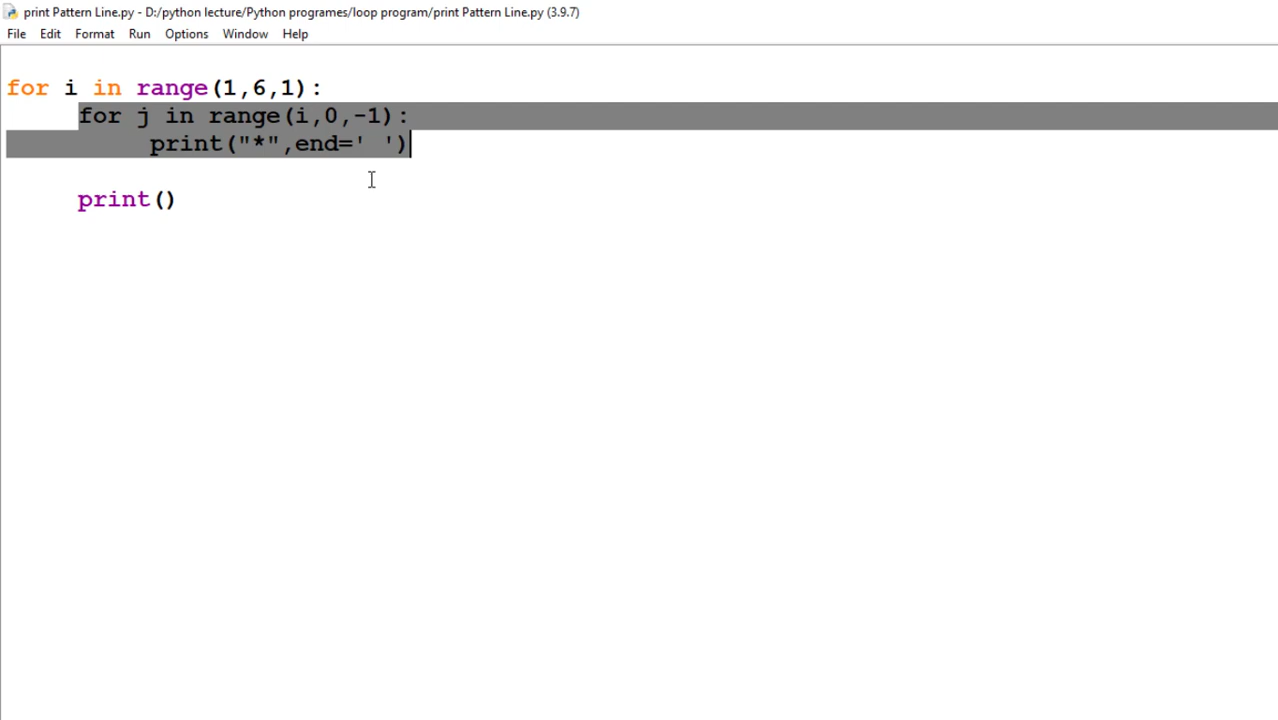 print Pattern Line.py - D:/python lecture/Python programes/loop program/print Pattern Line.py (3.9.7)
File Edit Format Run Options Window Help
for i in range(1,6,1):
     for j in range(i,0,-1):
          print("*",end=' ')
     print()